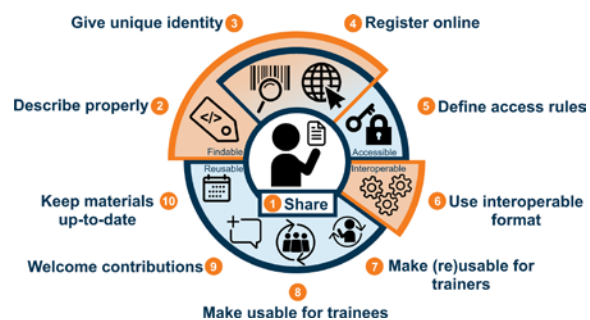 Give unique identity 3
4 Register online
Describe properly 2
</>
5 Define access rules
Findable
Accessible
Reusable
Interoperable
1 Share
Keep materials 10
up-to-date
6 Use interoperable
format
Welcome contributions 9
7 Make (re)usable for
trainers
8
Make usable for trainees